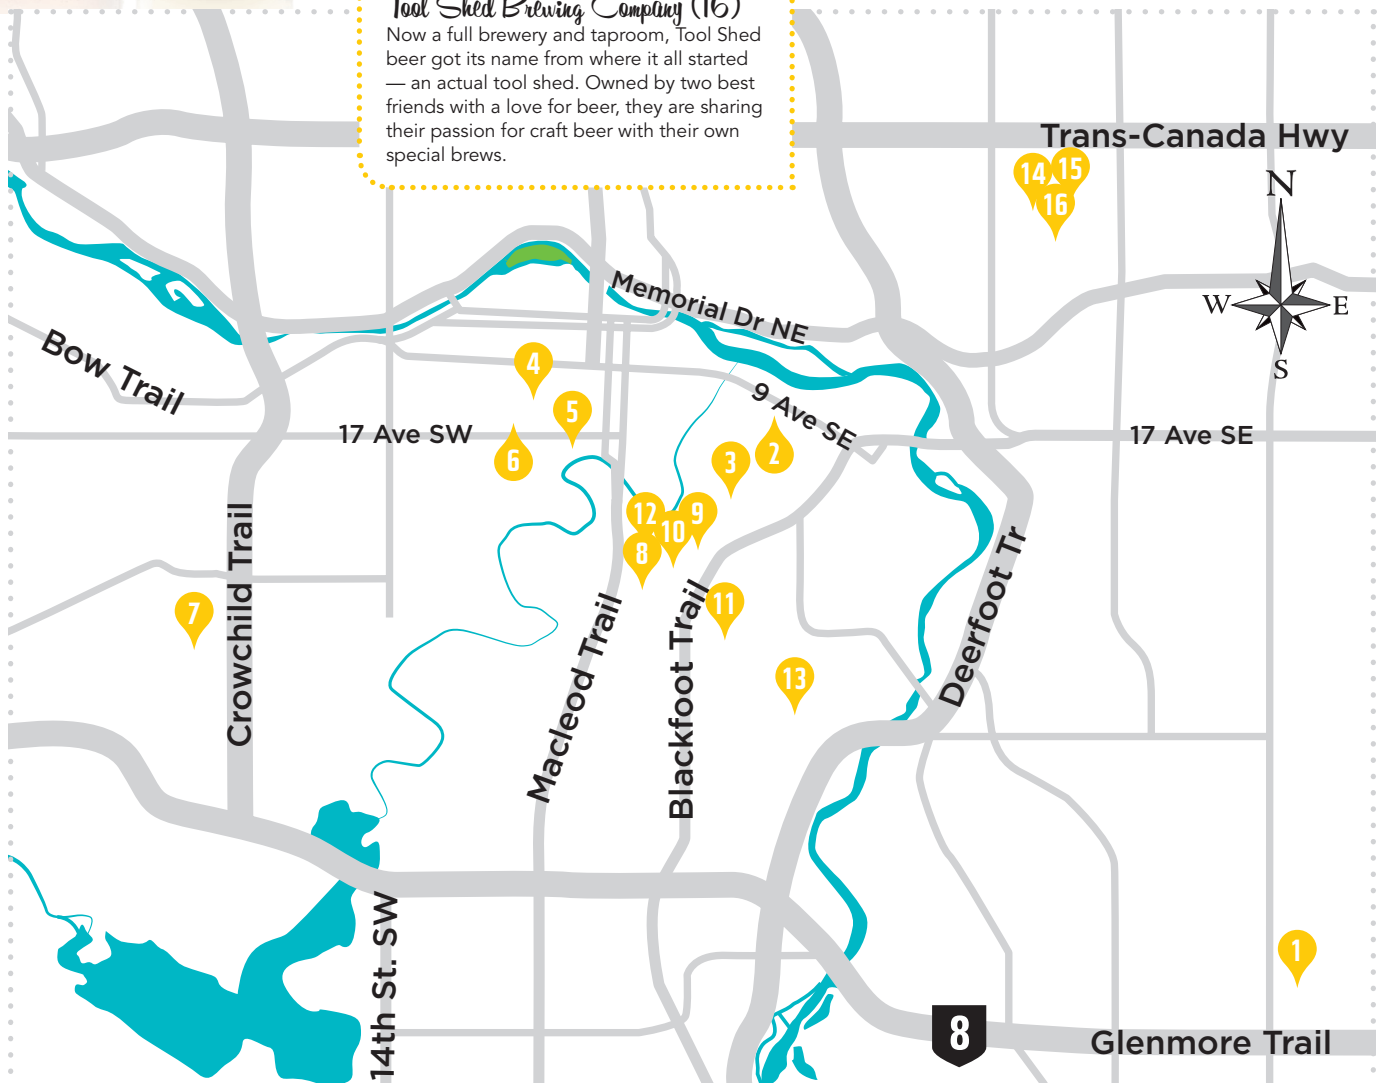 Tool Shed Brewing Company (16)
Now a full brewery and taproom, Tool Shed
beer got its name from where it all started
— an actual tool shed. Owned by two best
friends with a love for beer, they are sharing
their passion for craft beer with their own
special brews.
Trans-Canada Hwy
14
15
16
N
W
E
S
Memorial Dr NE
Bow Trail
4
9 Ave SE
5
17 Ave SW
17 Ave SE
6
3
2
12
9
10
8
Crowchild Trail
7
11
Deerfoot Tr
Macleod Trail
Blackfoot Trail
13
14th St. SW
1
8
Glenmore Trail